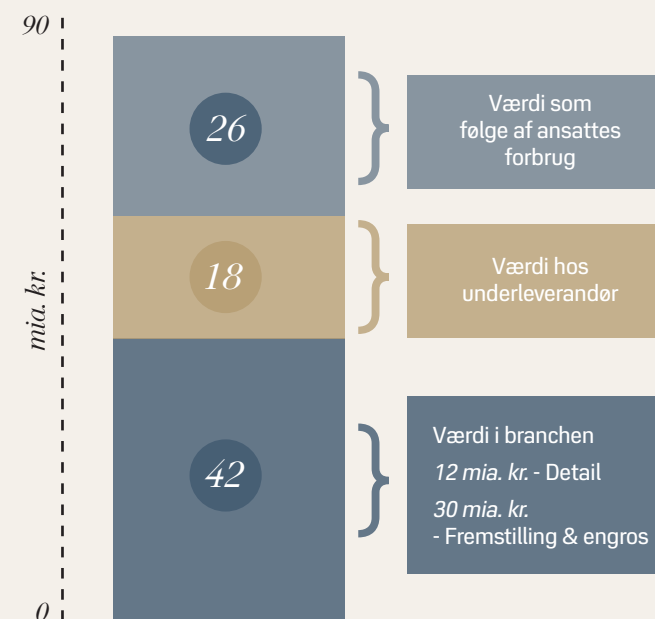 90
26
Værdi som
følge af ansattes
forbrug
18
Værdi hos
underleverandør
mia. kr.
42
Værdi i branchen
12 mia. kr. - Detail
30 mia. kr.
- Fremstilling & engros
0